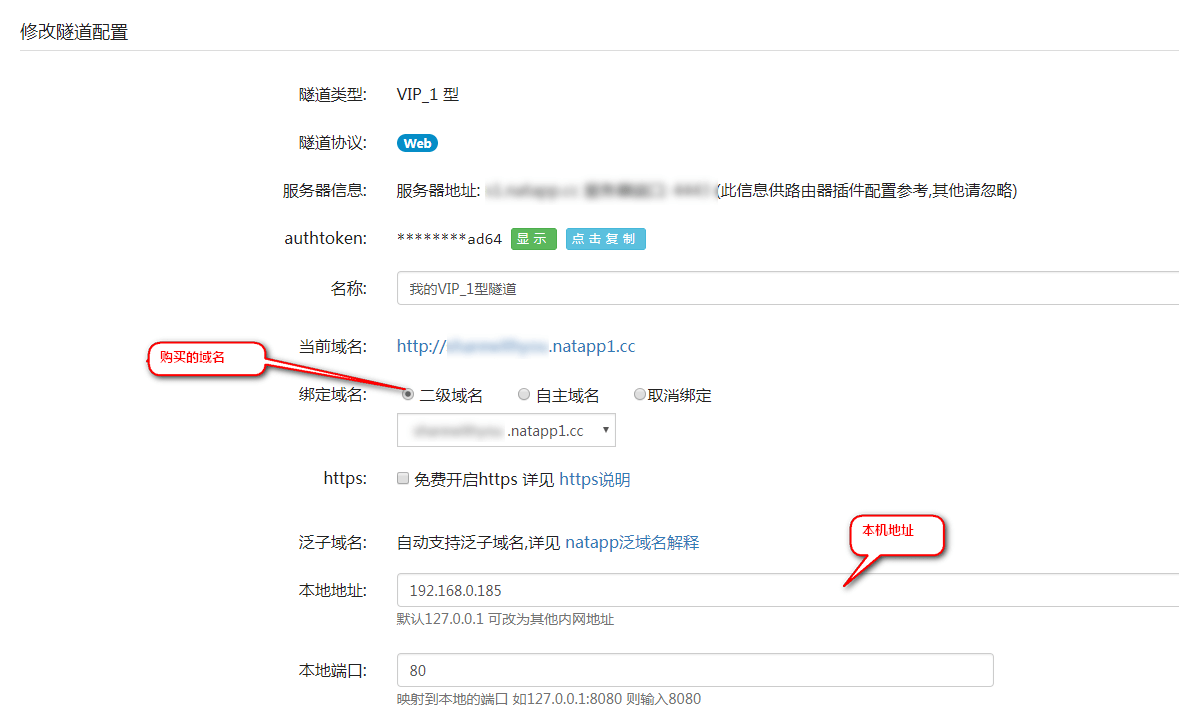 修改隧道配置
隧道类型: VIP_1 型
隧道协议: Web
服务器信息: 服务器地址: (此信息供路由器插件配置参考,其他请忽略)
authtoken: ********ad64 显示 点击复制
名称: 我的VIP_1型隧道
当前域名: http:// .natapp1.cc
购买的域名
绑定域名: 二级域名 自主域名 取消绑定
.natapp1.cc
https: 免费开启https 详见 https说明
本机地址
泛子域名: 自动支持泛子域名,详见 natapp泛域名解释
本地地址: 192.168.0.185
默认127.0.0.1 可改为其他内网地址
本地端口: 80
映射到本地的端口 如127.0.0.1:8080 则输入8080